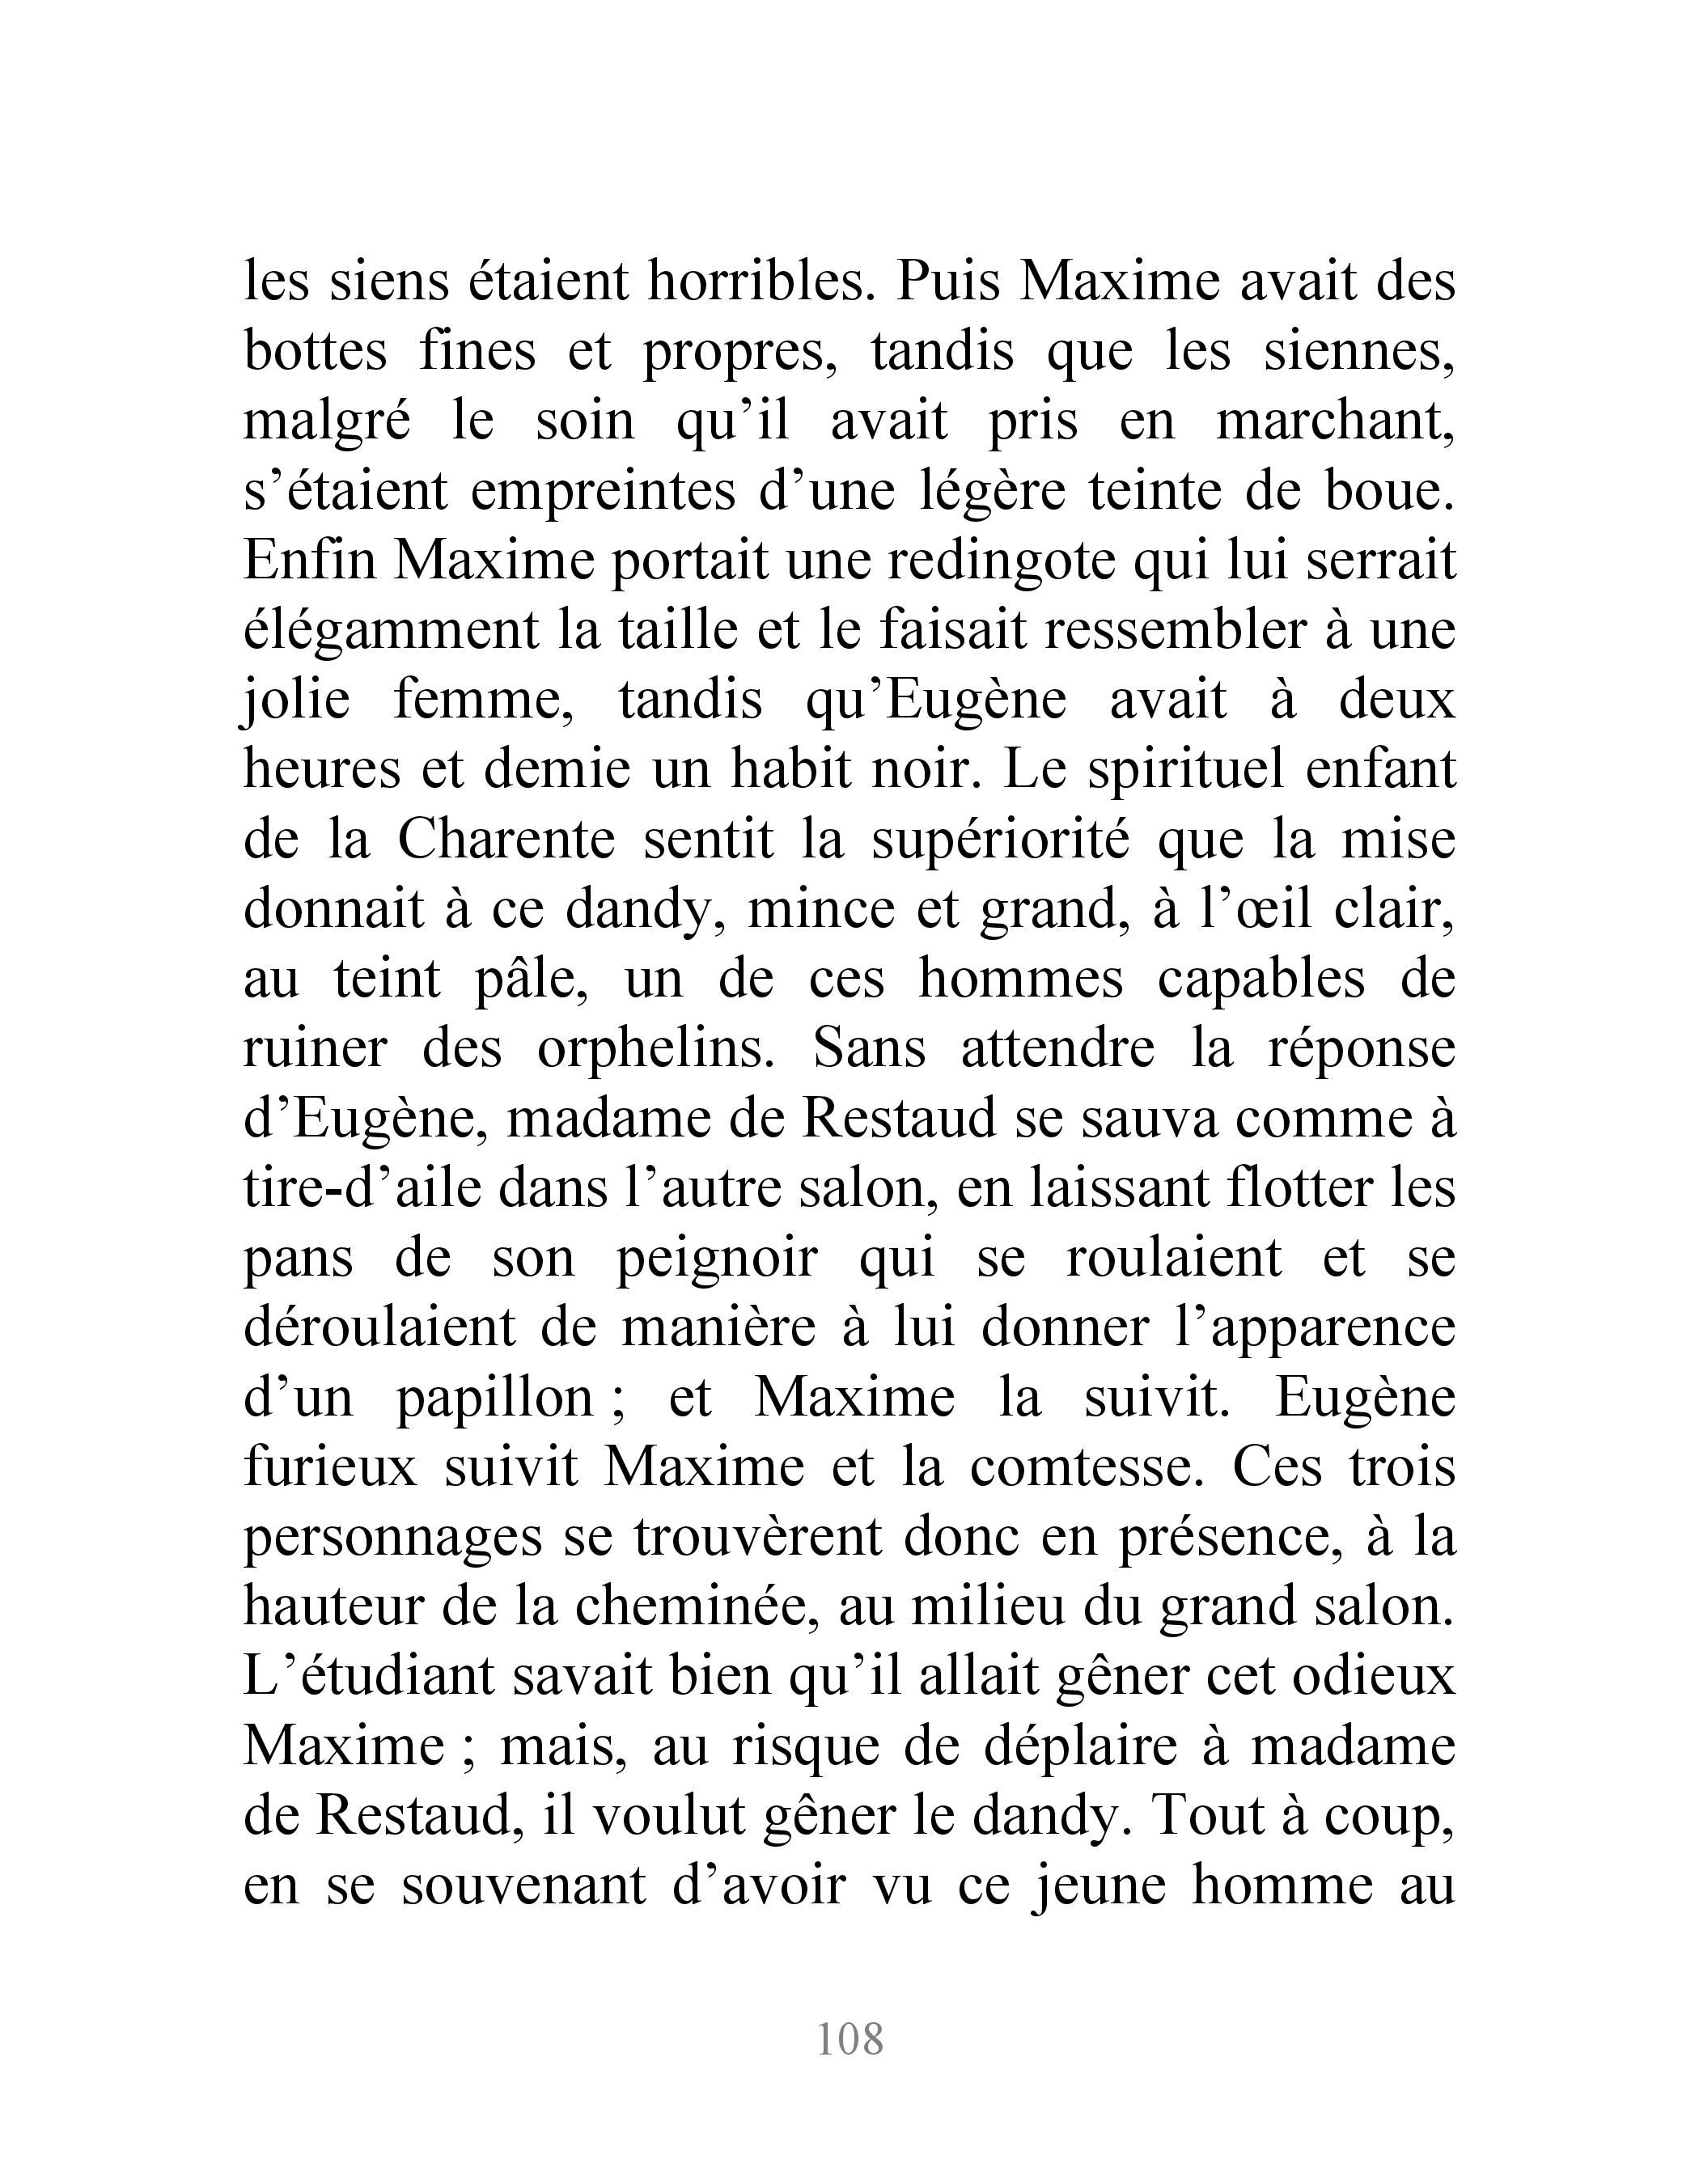 les siens étaient horribles. Puis Maxime avait des
bottes fines et propres, tandis que les siennes,
malgré le soin qu’il avait pris en marchant,
s’étaient empreintes d’une légère teinte de boue.
Enfin Maxime portait une redingote qui lui serrait
élégamment la taille et le faisait ressembler à une
jolie femme, tandis qu’Eugène avait à deux
heures et demie un habit noir. Le spirituel enfant
de la Charente sentit la supériorité que la mise
donnait à ce dandy, mince et grand, à l’œil clair,
au teint pâle, un de ces hommes capables de
ruiner des orphelins. Sans attendre la réponse
d’Eugène, madame de Restaud se sauva comme à
tire-d’aile dans l’autre salon, en laissant flotter les
pans de son peignoir qui se roulaient et se
déroulaient de manière à lui donner l’apparence
d’un papillon ; et Maxime la suivit. Eugène
furieux suivit Maxime et la comtesse. Ces trois
personnages se trouvèrent donc en présence, à la
hauteur de la cheminée, au milieu du grand salon.
L’étudiant savait bien qu’il allait gêner cet odieux
Maxime ; mais, au risque de déplaire à madame
de Restaud, il voulut gêner le dandy. Tout à coup,
en se souvenant d’avoir vu ce jeune homme au
108